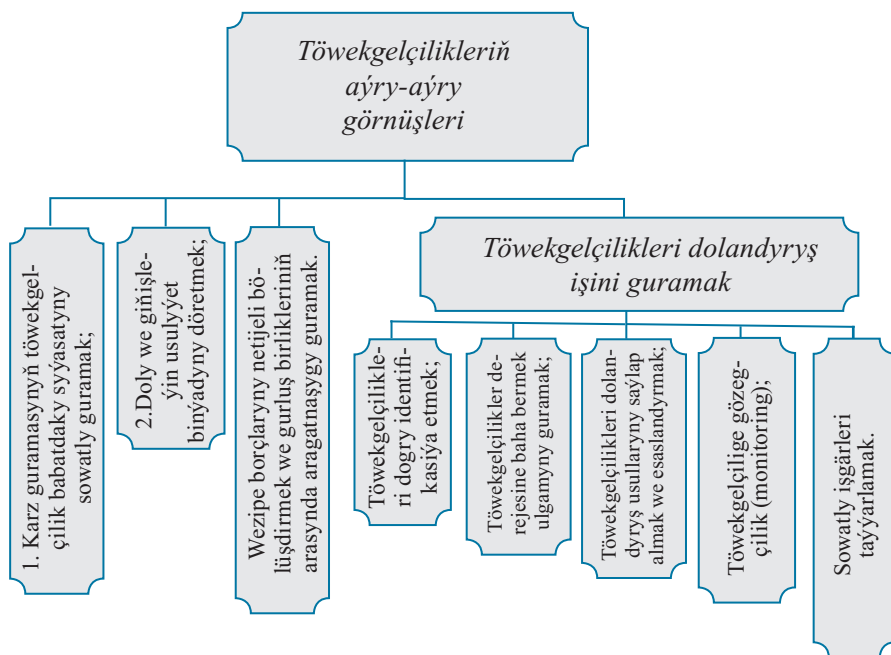 Töwekgelçilikleriň
aýry-aýry
görnüşleri
1. Karz guramasynyň töwekgel-
çilik babatdaky syýasatyny
sowatly guramak;
2.Doly we giňişle-
ýin usulyýet
binýadyny döretmek;
Wezipe borçlaryny netijeli bö-
lüşdirmek we gurluş birlikleriniň
arasynda aragatnaşygy guramak.
Töwekgelçilikleri dolandyryş
işini guramak
Töwekgelçilikle-
ri dogry identifi-
kasiýa etmek;
Töwekgelçilikler de-
rejesine baha bermek
ulgamyny guramak;
Töwekgelçilikleri dolan-
dyryş usullaryny saýlap
almak we esaslandyrmak;
Töwekgelçilige gözeg-
çilik (monitoring);
Sowatly işgärleri
taýýarlamak.